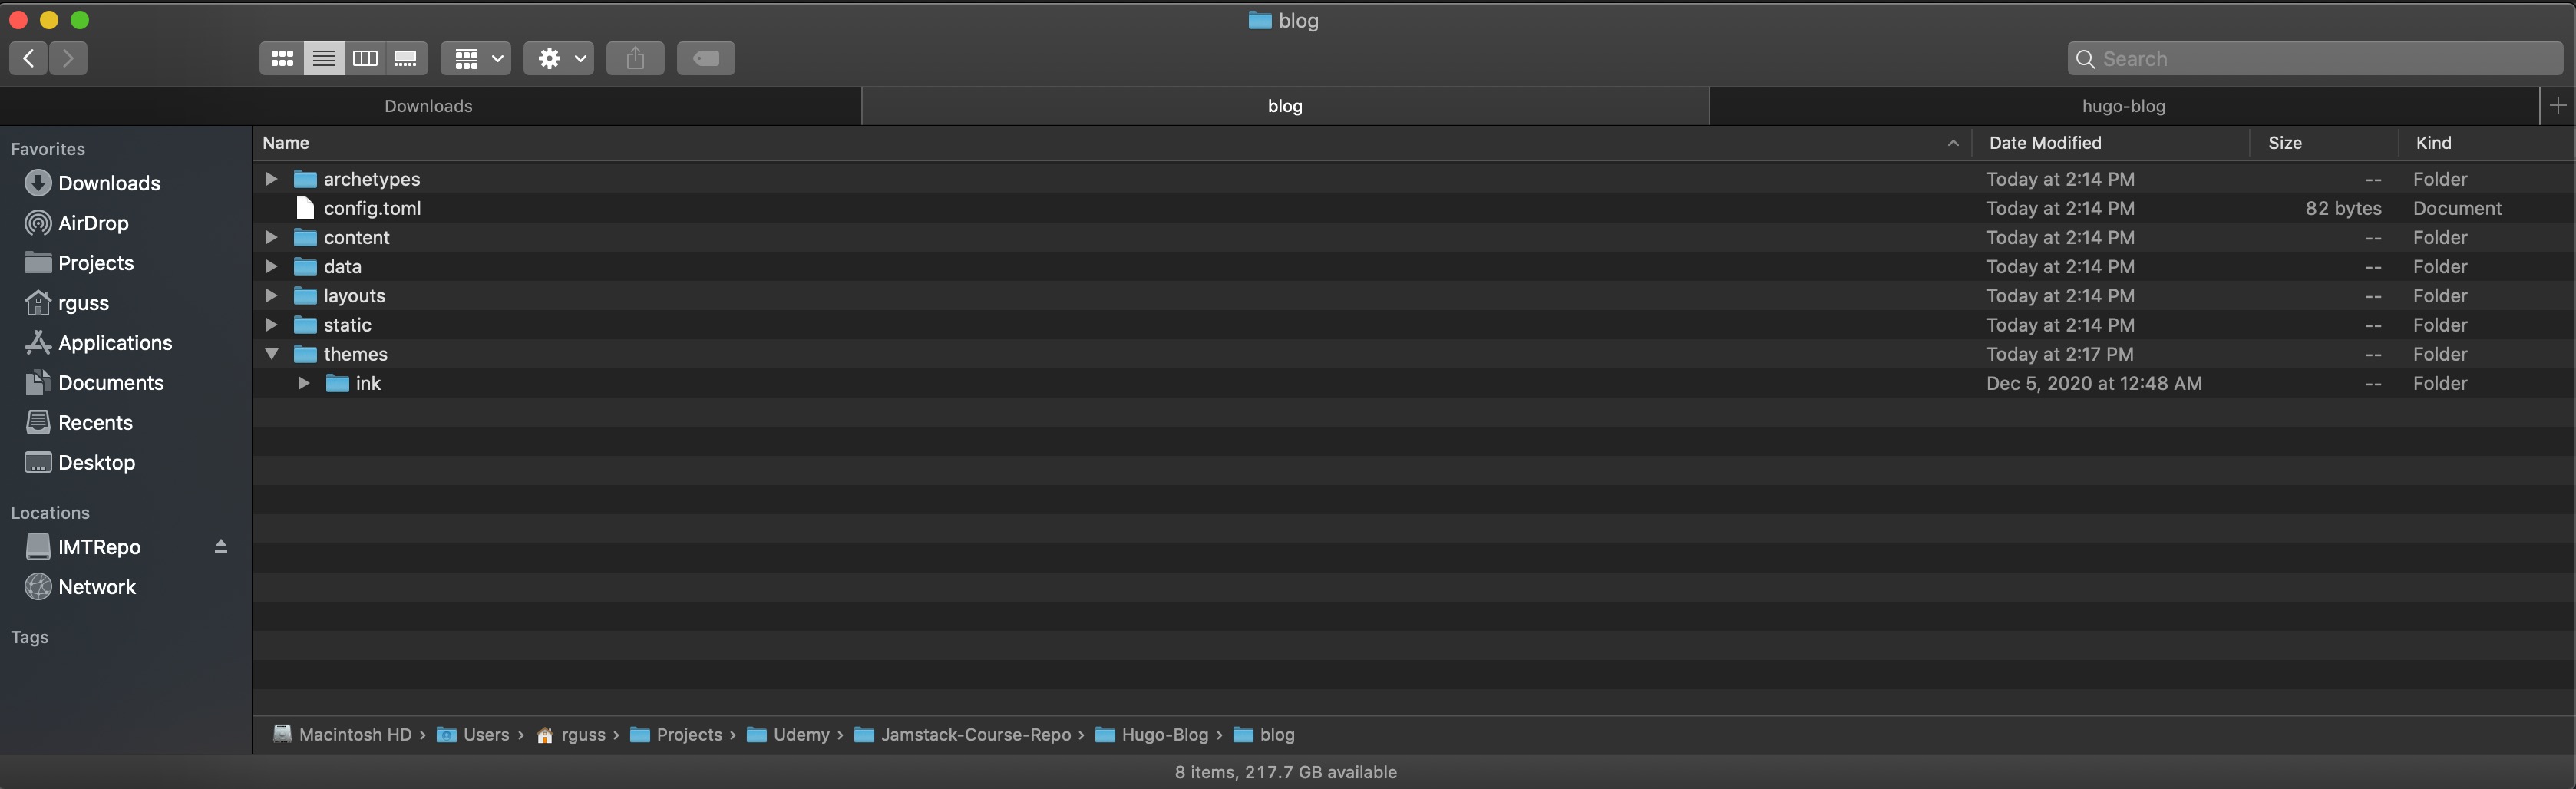 blog
Search
Downloads blog hugo-blog
Favorites
Downloads
AirDrop
Projects
rguss
Applications
Documents
Recents
Desktop
Locations
IMTRepo
Network
Tags
Name Date Modified Size Kind
archetypes Today at 2:14 PM -- Folder
config.toml Today at 2:14 PM 82 bytes Document
content Today at 2:14 PM -- Folder
data Today at 2:14 PM -- Folder
layouts Today at 2:14 PM -- Folder
static Today at 2:14 PM -- Folder
themes Today at 2:17 PM -- Folder
ink Dec 5, 2020 at 12:48 AM -- Folder
Macintosh HD › Users › rguss › Projects › Udemy › Jamstack-Course-Repo › Hugo-Blog › blog
8 items, 217.7 GB available